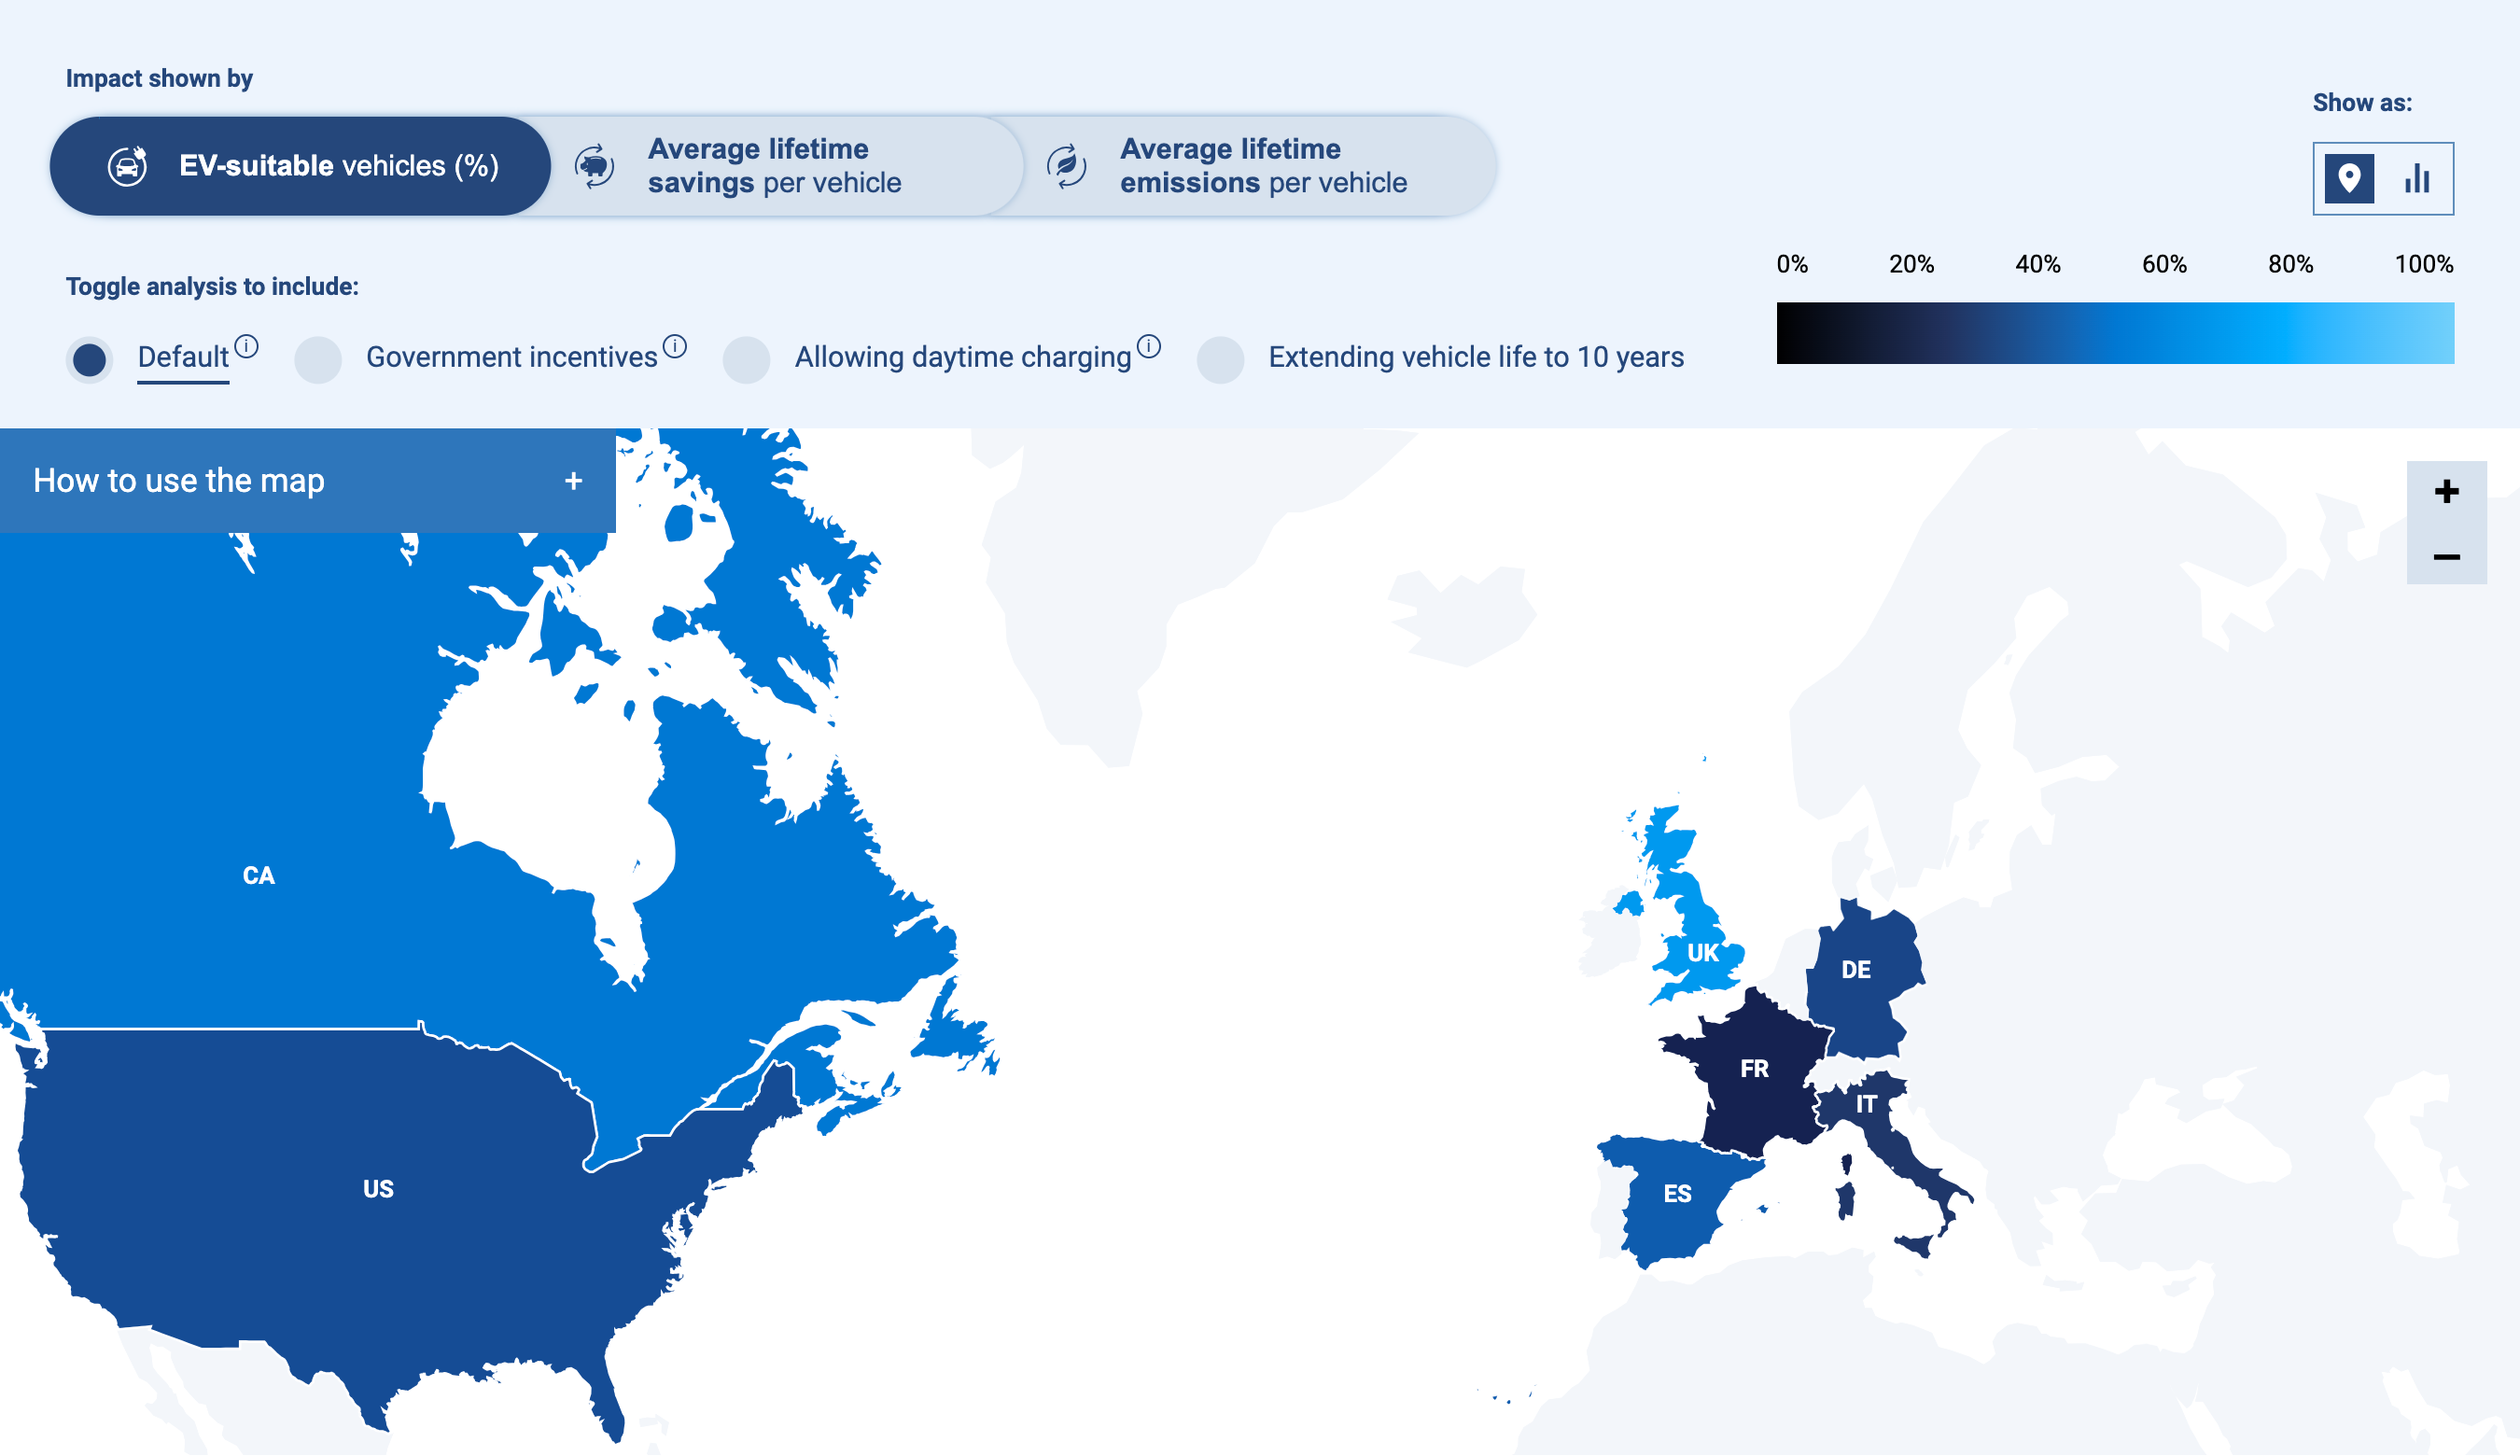 Impact shown by
Show as:
EV-suitable vehicles (%)
Average lifetime
savings per vehicle
Average lifetime
emissions per vehicle
0% 20% 40% 60% 80% 100%
Toggle analysis to include:
Default i Government incentives i Allowing daytime charging i Extending vehicle life to 10 years
How to use the map +
+
−
CA
UK
DE
FR
IT
US
ES